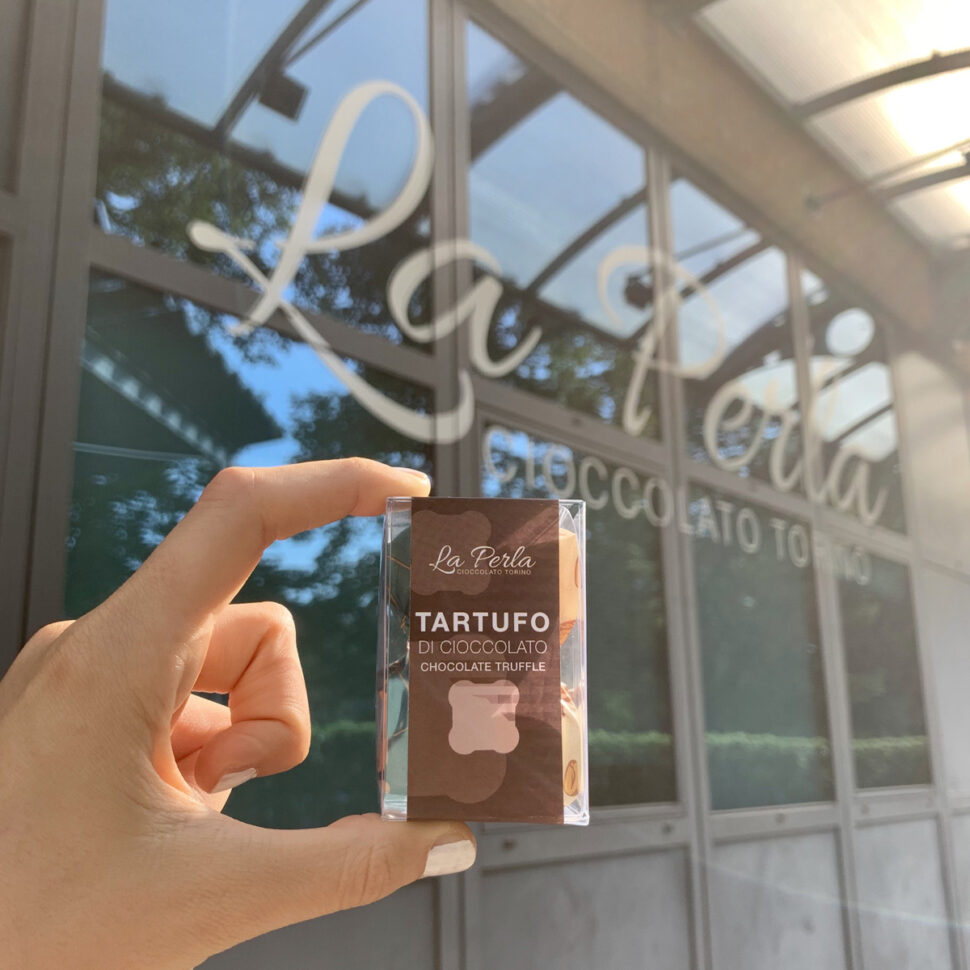 La Perla
CIOCCOLATO TORINO
La Perla
CIOCCOLATO TORINO
TARTUFO
DI CIOCCOLATO
CHOCOLATE TRUFFLE